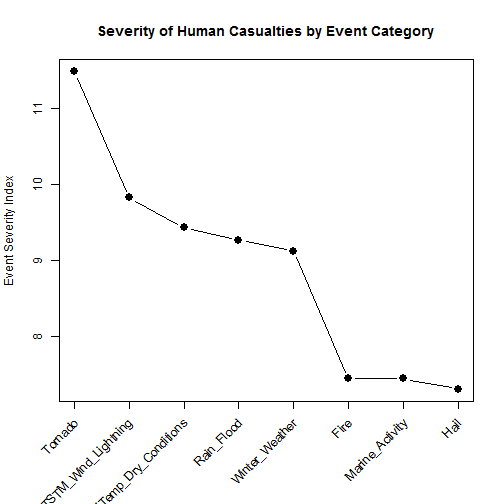 Severity of Human Casualties by Event Category
Event Severity Index
11
10
9
8
Tornado
TSTM_Wind_Lightning
Temp_Dry_Conditions
Rain_Flood
Winter_Weather
Fire
Marine_Activity
Hail